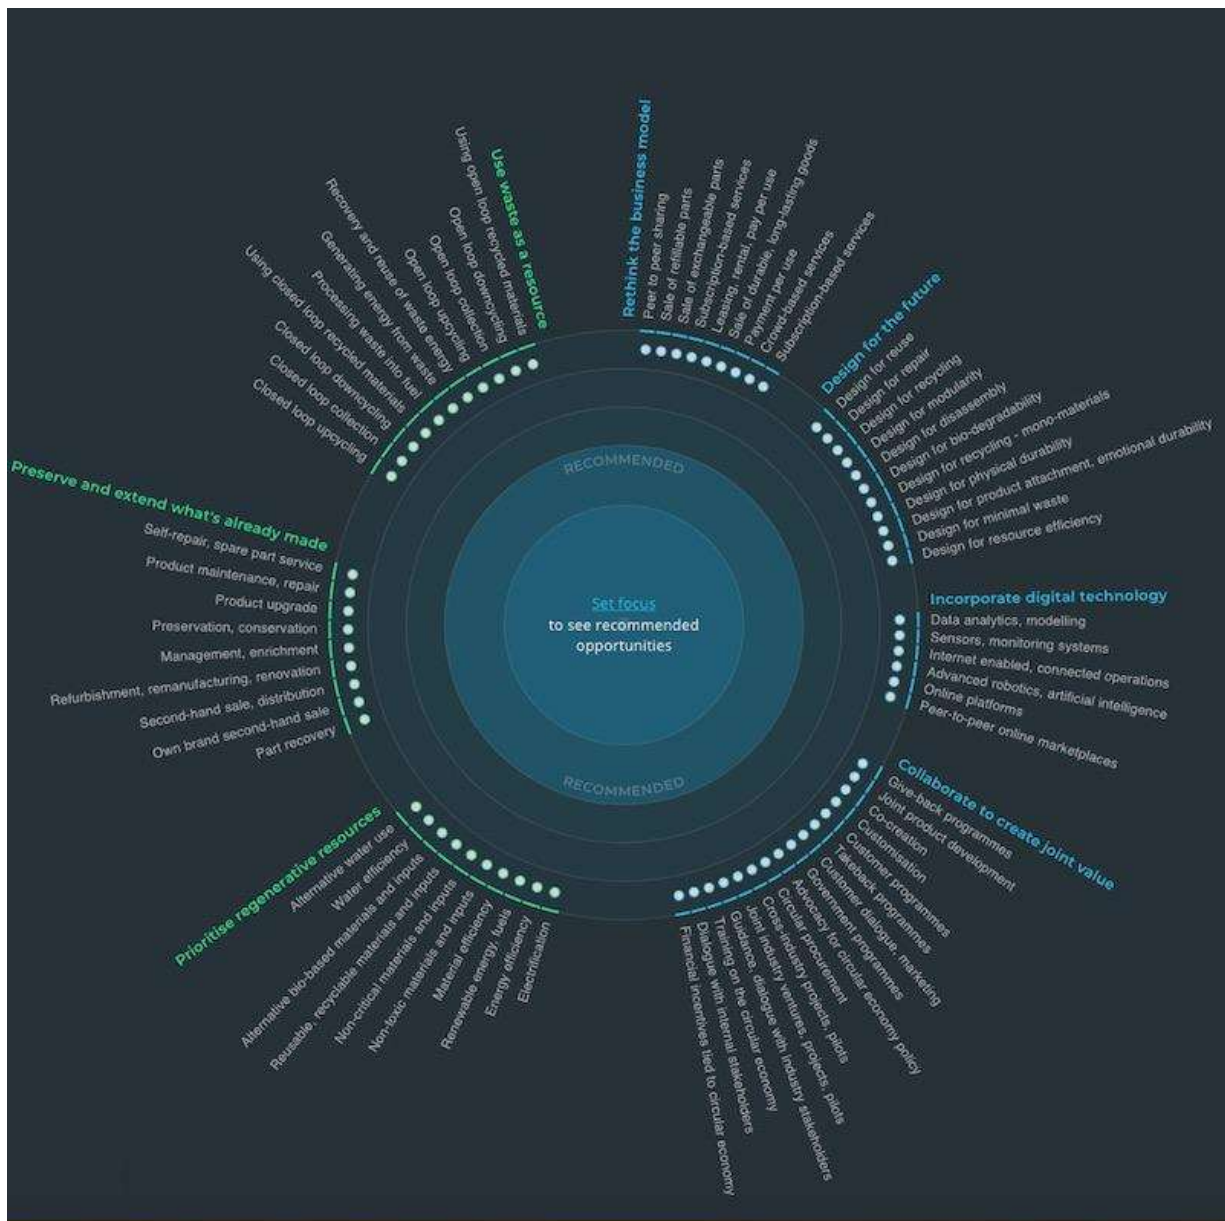 Rethink the business model
Peer to peer sharing
Sale of refillable parts
Sale of exchangeable parts
Subscription-based services
Leasing, rental, pay per use
Sale of durable, long-lasting goods
Payment per use
Crowd-based services
Subscription-based services
Design for the future
Design for reuse
Design for repair
Design for recycling
Design for modularity
Design for disassembly
Design for bio-degradability
Design for recycling - mono-materials
Design for physical durability
Design for product attachment, emotional durability
Design for minimal waste
Design for resource efficiency
Incorporate digital technology
Data analytics, modelling
Sensors, monitoring systems
Internet enabled, connected operations
Advanced robotics, artificial intelligence
Online platforms
Peer-to-peer online marketplaces
Collaborate to create joint value
Give-back programmes
Joint product development
Co-creation
Customisation
Customer programmes
Takeback programmes
Customer dialogue, marketing
Government programmes
Advocacy for circular economy policy
Circular procurement
Cross-industry projects, pilots
Joint industry ventures, projects, pilots
Guidance, dialogue with industry stakeholders
Training on the circular economy
Dialogue with internal stakeholders
Financial incentives tied to circular economy
Prioritise regenerative resources
Alternative water use
Water efficiency
Alternative bio-based materials and inputs
Reusable, recyclable materials and inputs
Non-critical materials and inputs
Non-toxic materials and inputs
Material efficiency
Renewable energy, fuels
Energy efficiency
Electrification
Preserve and extend what's already made
Self-repair, spare part service
Product maintenance, repair
Product upgrade
Preservation, conservation
Management, enrichment
Refurbishment, remanufacturing, renovation
Second-hand sale, distribution
Own brand second-hand sale
Part recovery
Use waste as a resource
Using open loop recycled materials
Open loop downcycling
Open loop collection
Open loop upcycling
Recovery and reuse of waste energy
Generating energy from waste
Processing waste into fuel
Using closed loop recycled materials
Closed loop downcycling
Closed loop collection
Closed loop upcycling
RECOMMENDED
Set focus
to see recommended
opportunities
RECOMMENDED